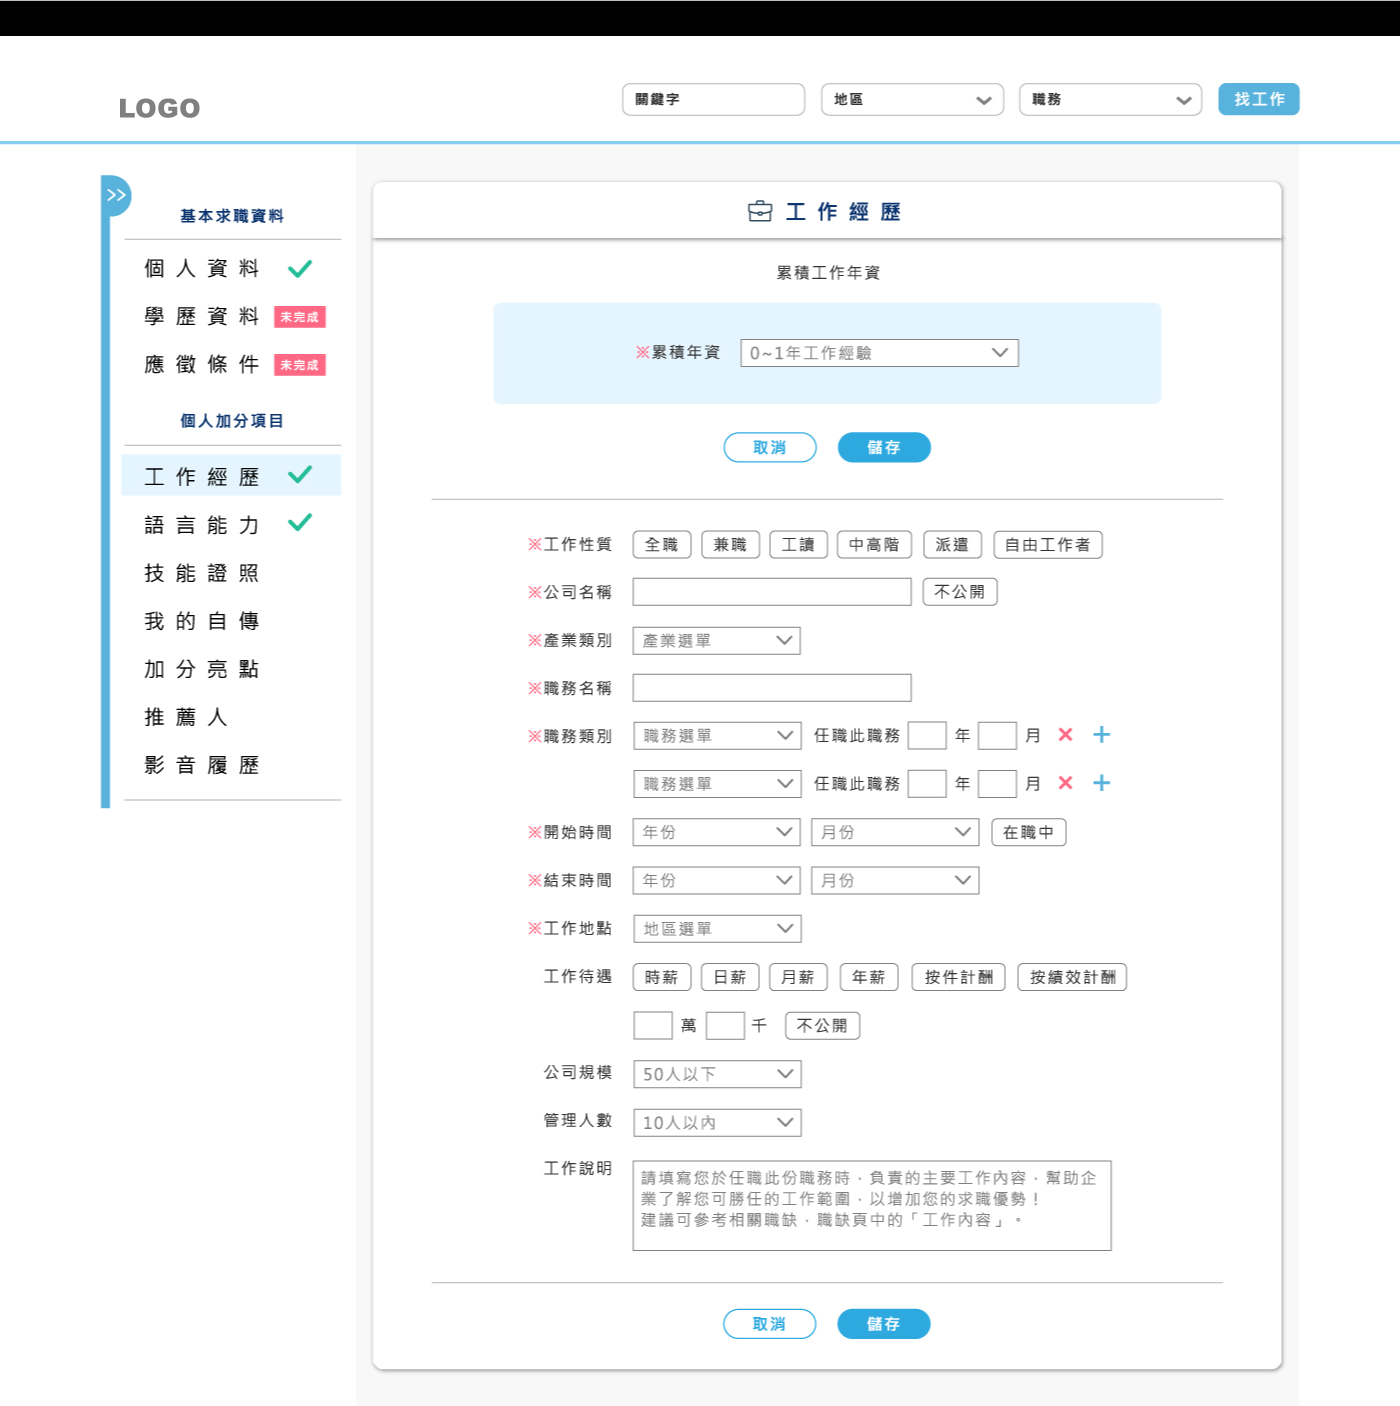 LOGO
關鍵字
地區
職務
找工作
>>
基本求職資料
個人資料
學歷資料 未完成
應徵條件 未完成
個人加分項目
工作經歷
語言能力
技能證照
我的自傳
加分亮點
推薦人
影音履歷
工作經歷
累積工作年資
※累積年資 0~1年工作經驗
取消 儲存
※工作性質 全職 兼職 工讀 中高階 派遣 自由工作者
※公司名稱 不公開
※產業類別 產業選單
※職務名稱
※職務類別 職務選單 任職此職務 年 月 × +
職務選單 任職此職務 年 月 × +
※開始時間 年份 月份 在職中
※結束時間 年份 月份
※工作地點 地區選單
工作待遇 時薪 日薪 月薪 年薪 按件計酬 按績效計酬
萬 千 不公開
公司規模 50人以下
管理人數 10人以內
工作說明 請填寫您於任職此份職務時，負責的主要工作內容，幫助企
業了解您可勝任的工作範圍，以增加您的求職優勢！
建議可參考相關職缺，職缺頁中的「工作內容」。
取消 儲存